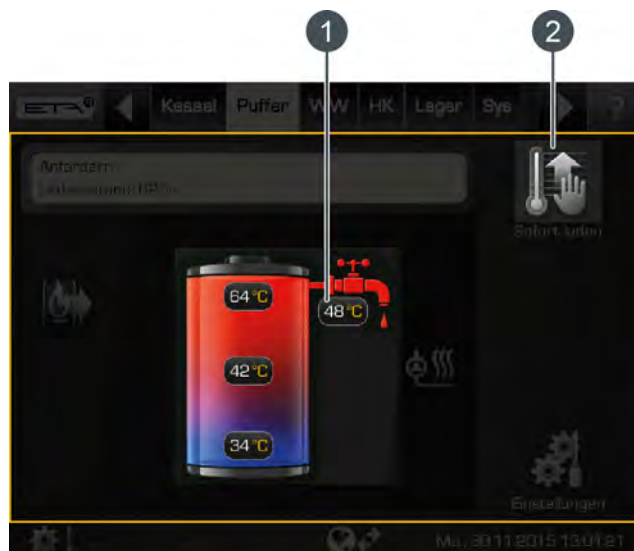 1 2
ETA Kessel Puffer WW HK Lager Sys ?
Anfordern
Sofort laden
64°C
48°C
42°C
34°C
Einstellungen
30.11.2015 13:01:21